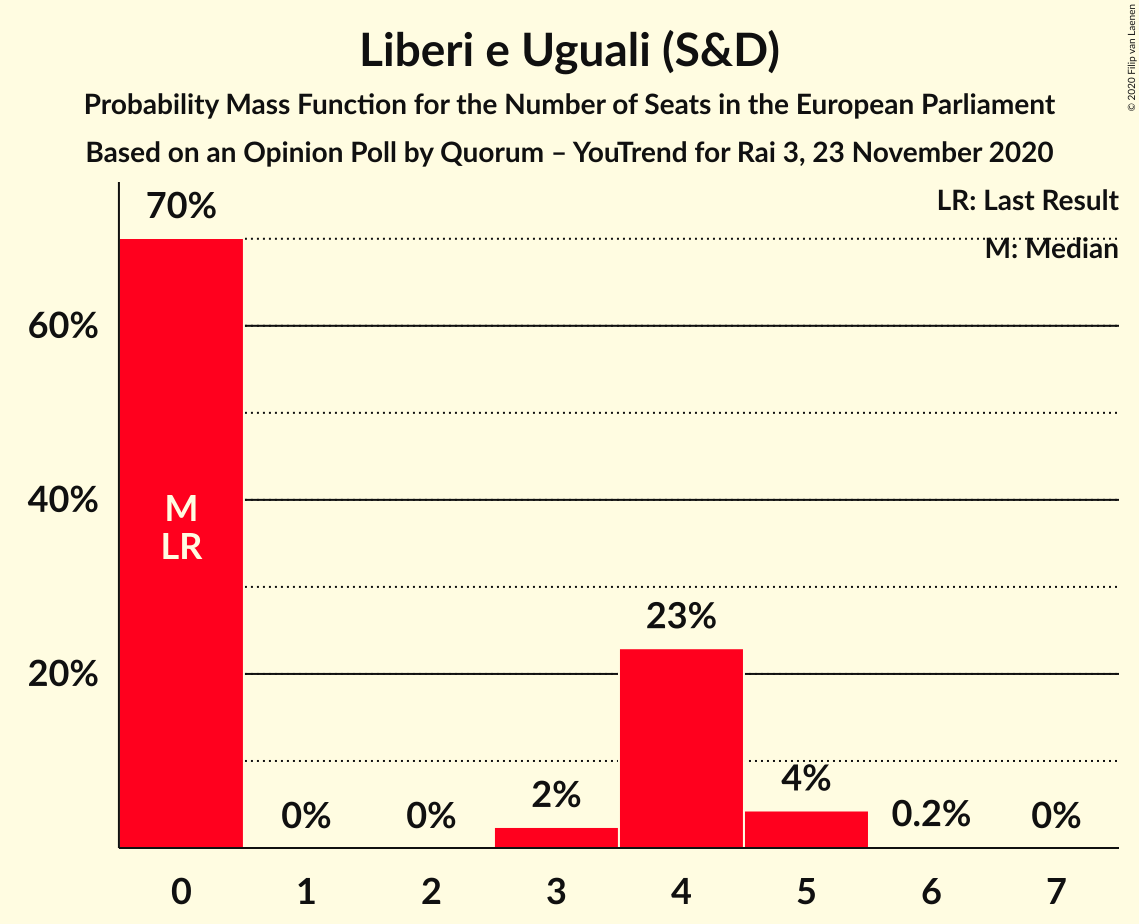 Liberi e Uguali (S&D)
Probability Mass Function for the Number of Seats in the European Parliament
Based on an Opinion Poll by Quorum – YouTrend for Rai 3, 23 November 2020
© 2020 Filip van Laenen
LR: Last Result
M: Median
70%
60%
40%
20%
M
LR
0%
0%
2%
23%
4%
0.2%
0%
0 1 2 3 4 5 6 7